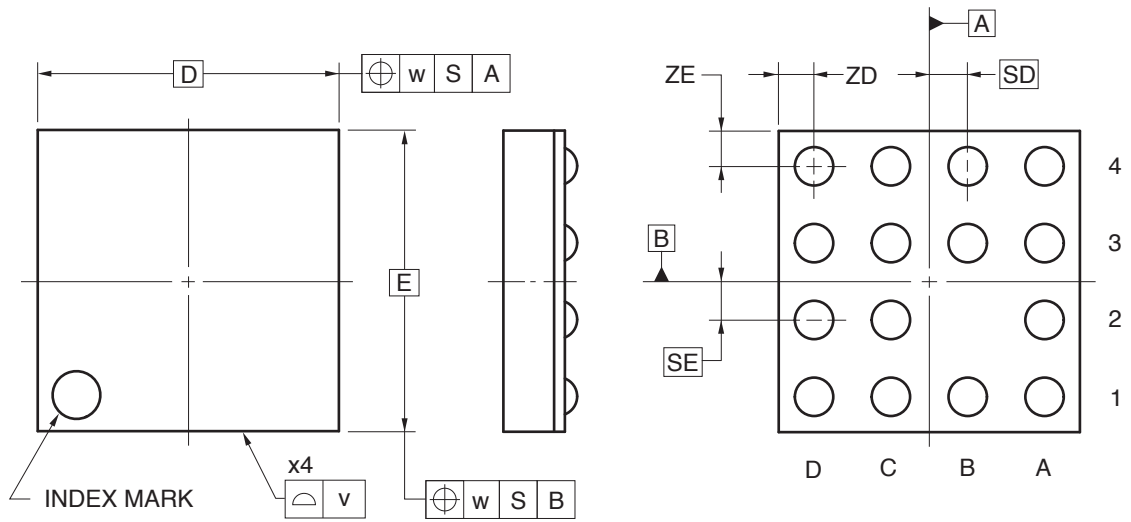 D
⌖ w S A
E
x4
⌓ v
INDEX MARK
⌖ w S B
A
ZE
ZD
SD
B
SE
4
3
2
1
D C B A